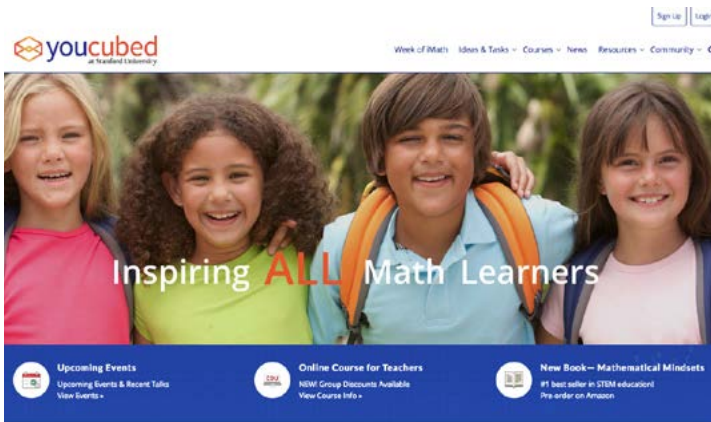 Sign Up Login
youcubed
at Stanford University
Week of iMath Ideas & Tasks Courses News Resources Community
Inspiring ALL Math Learners
Upcoming Events
Upcoming Events & Recent Talks
View Events »
Online Course for Teachers
NEW! Group Discounts Available
View Course Info »
New Book— Mathematical Mindsets
#1 best seller in STEM education!
Pre-order on Amazon